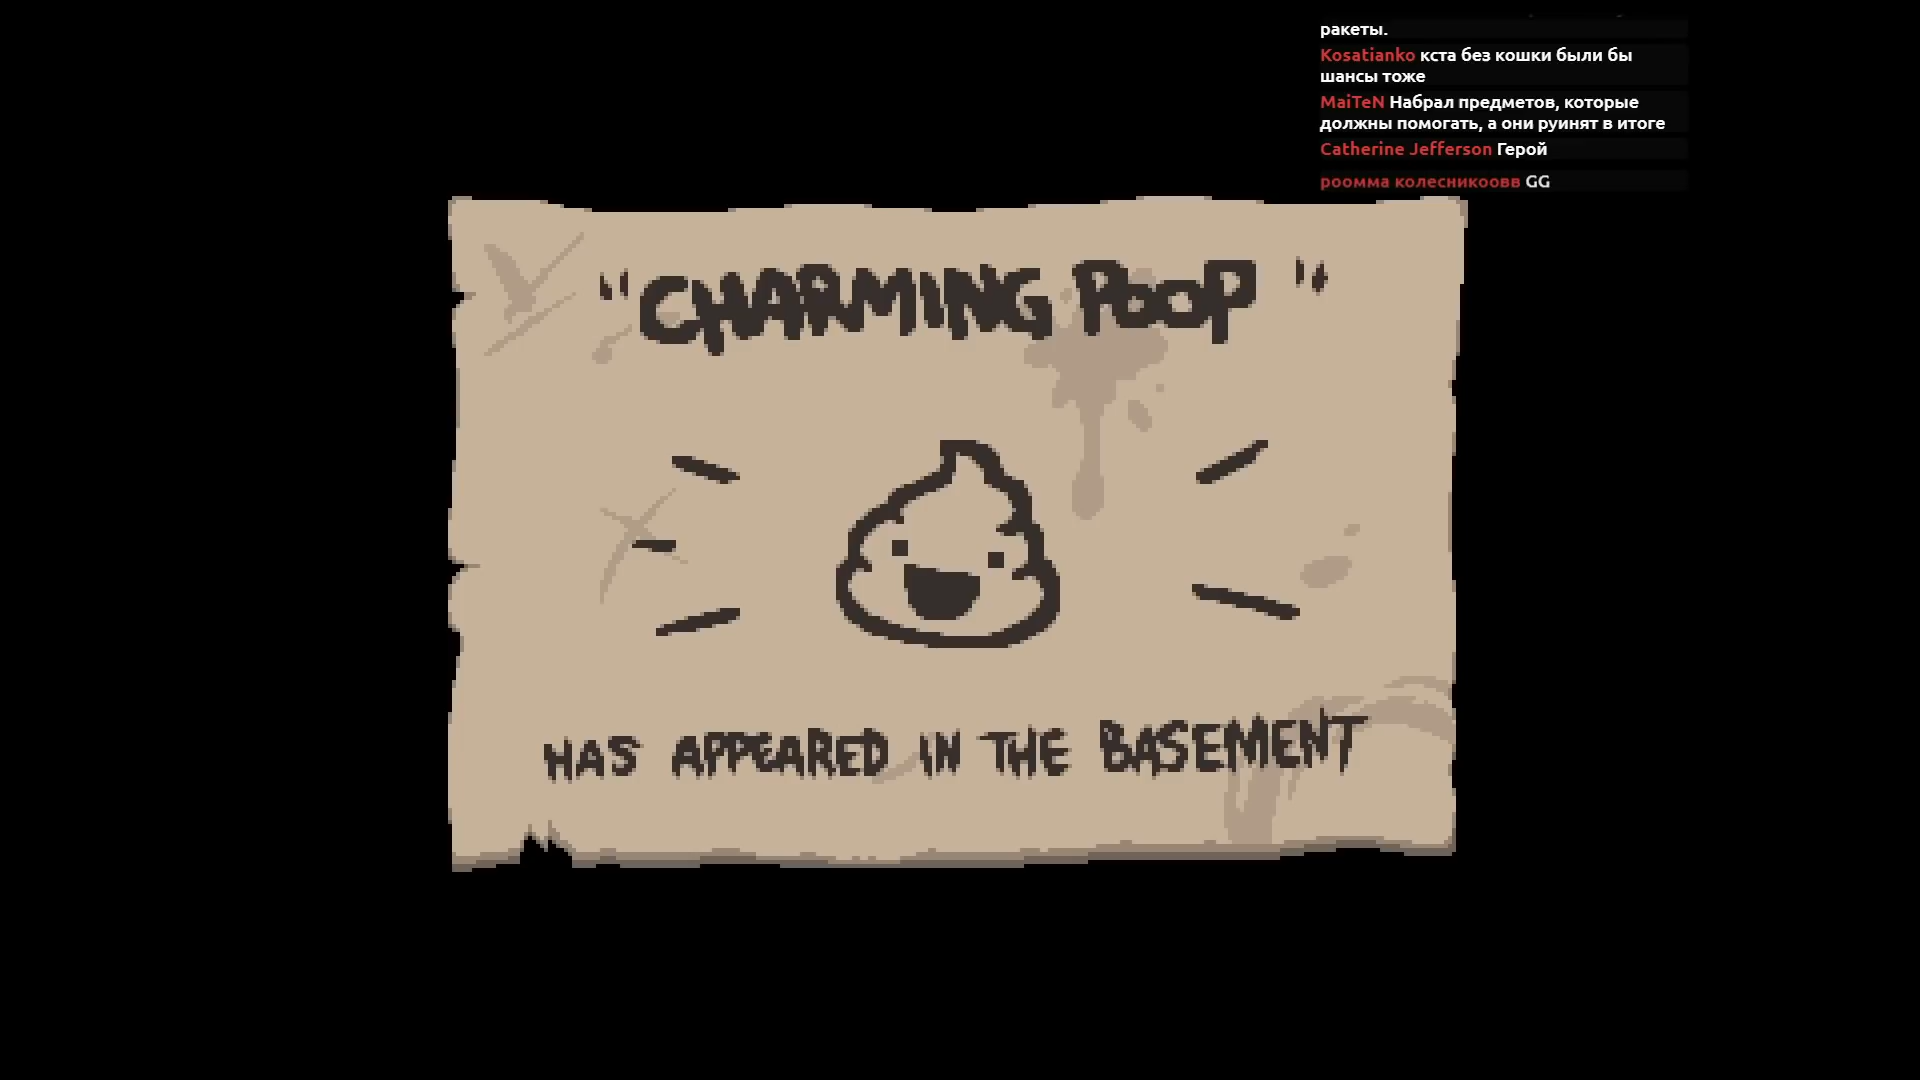 ракеты.
Kosatianko кста без кошки были бы
шансы тоже
MaiTeN Набрал предметов, которые
должны помогать, а они руинят в итоге
Catherine Jefferson Герой
роомма колесникоовв GG
"CHARMING POOP"
HAS APPEARED IN THE BASEMENT